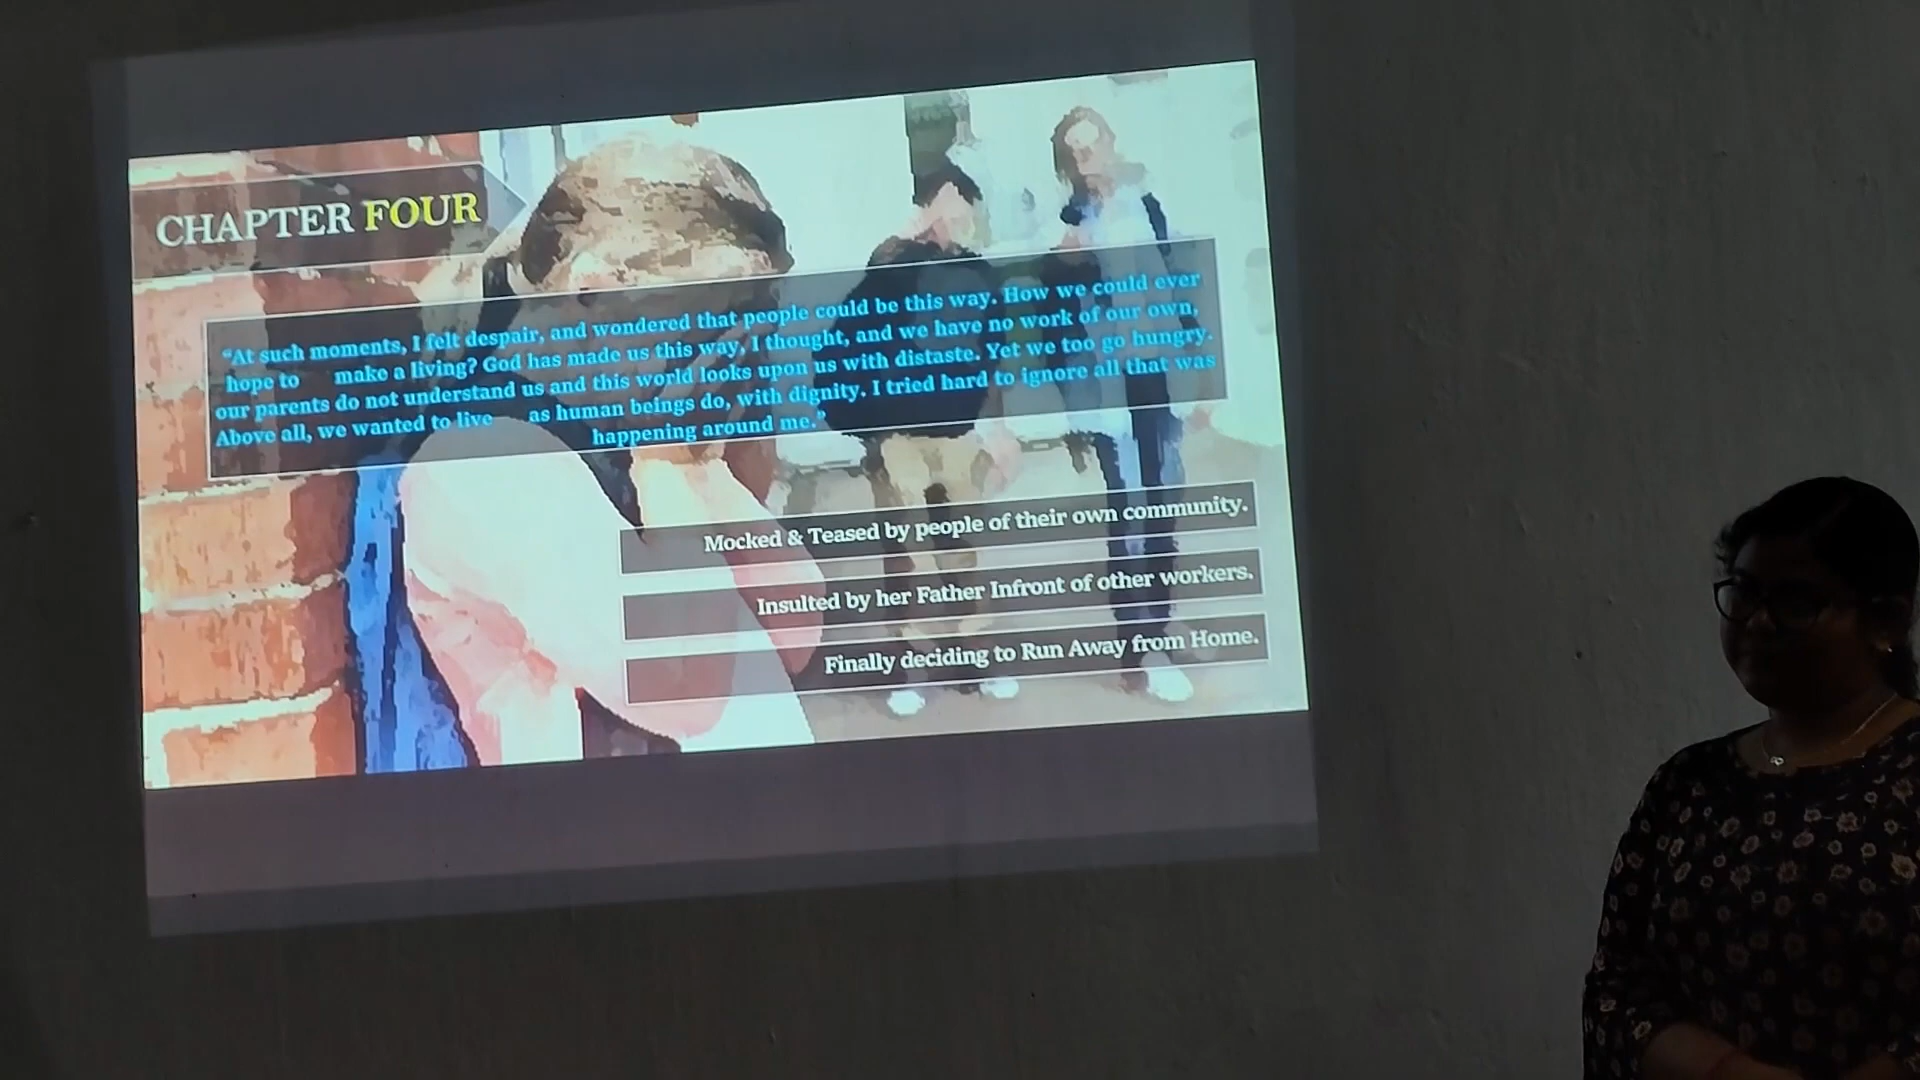 CHAPTER FOUR
“At such moments, I felt despair, and wondered that people could be this way. How we could ever
hope to make a living? God has made us this way, I thought, and we have no work of our own,
our parents do not understand us and this world looks upon us with distaste. Yet we too go hungry.
Above all, we wanted to live as human beings do, with dignity. I tried hard to ignore all that was
happening around me.”
Mocked & Teased by people of their own community.
Insulted by her Father Infront of other workers.
Finally deciding to Run Away from Home.